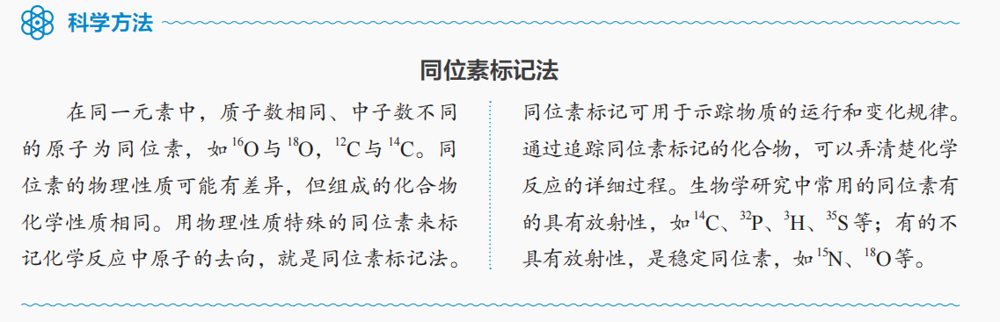 科学方法
同位素标记法
在同一元素中，质子数相同、中子数不同
的原子为同位素，如¹⁶O与¹⁸O，¹²C与¹⁴C。同
位素的物理性质可能有差异，但组成的化合物
化学性质相同。用物理性质特殊的同位素来标
记化学反应中原子的去向，就是同位素标记法。
同位素标记可用于示踪物质的运行和变化规律。
通过追踪同位素标记的化合物，可以弄清楚化学
反应的详细过程。生物学研究中常用的同位素有
的具有放射性，如¹⁴C、³²P、³H、³⁵S等；有的不
具有放射性，是稳定同位素，如¹⁵N、¹⁸O等。